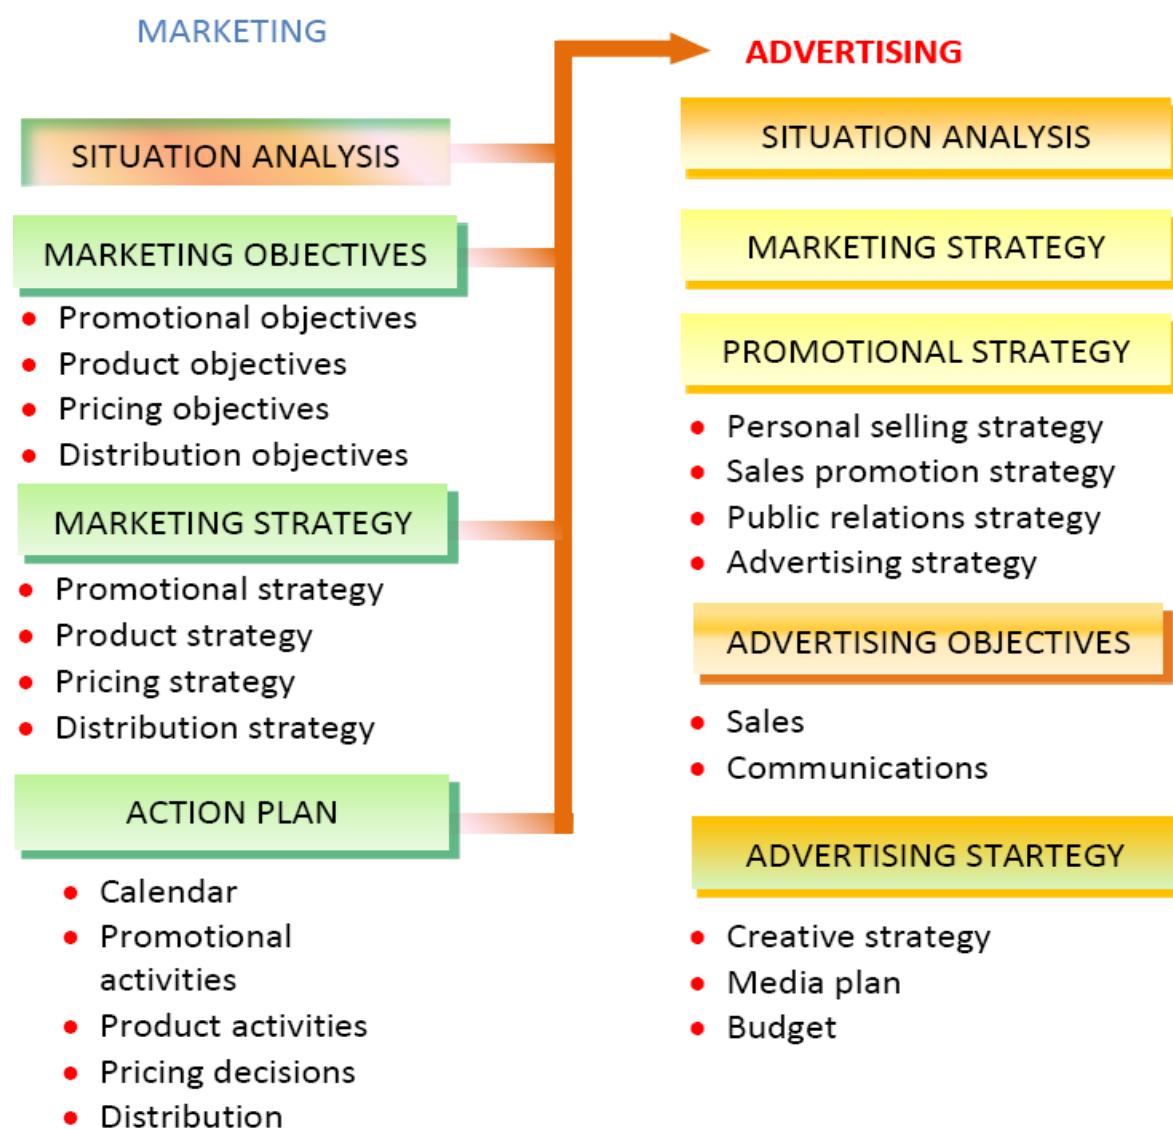 MARKETING
SITUATION ANALYSIS
MARKETING OBJECTIVES
Promotional objectives
Product objectives
Pricing objectives
Distribution objectives
MARKETING STRATEGY
Promotional strategy
Product strategy
Pricing strategy
Distribution strategy
ACTION PLAN
Calendar
Promotional
activities
Product activities
Pricing decisions
Distribution
ADVERTISING
SITUATION ANALYSIS
MARKETING STRATEGY
PROMOTIONAL STRATEGY
Personal selling strategy
Sales promotion strategy
Public relations strategy
Advertising strategy
ADVERTISING OBJECTIVES
Sales
Communications
ADVERTISING STARTEGY
Creative strategy
Media plan
Budget